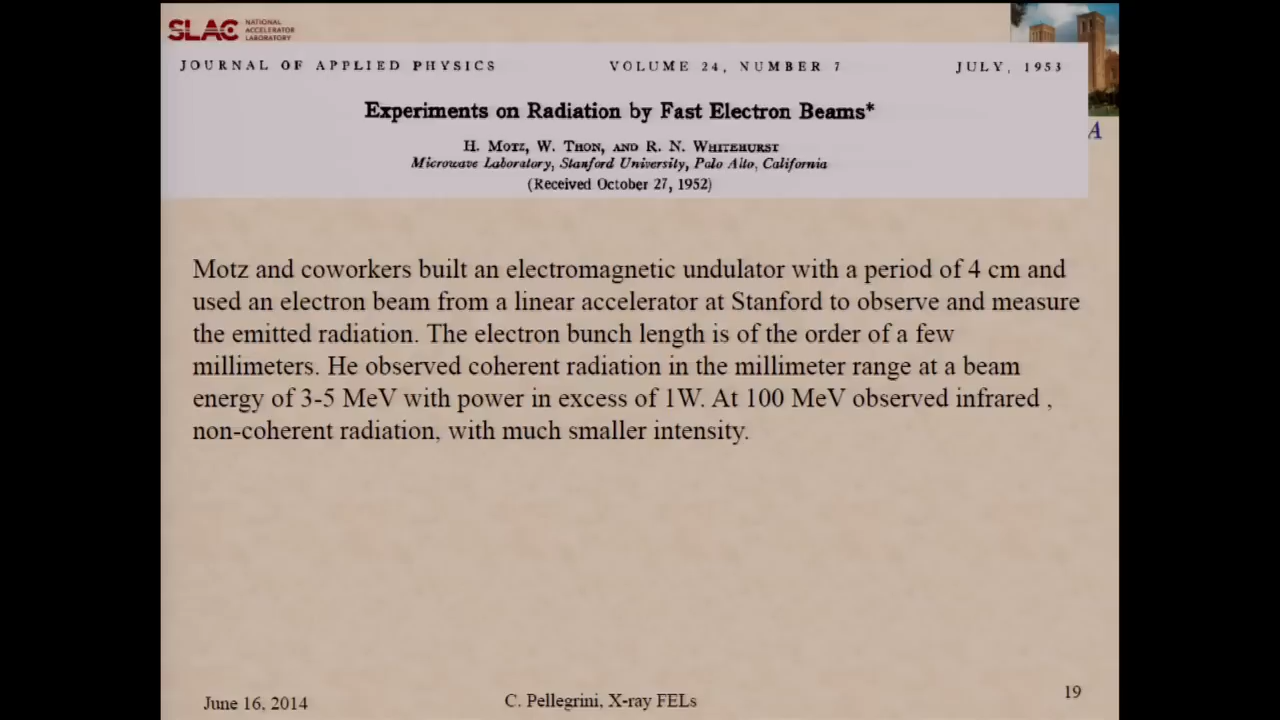 SLAC NATIONAL
ACCELERATOR
LABORATORY
JOURNAL OF APPLIED PHYSICS VOLUME 24, NUMBER 7 JULY, 1953
Experiments on Radiation by Fast Electron Beams*
H. MOTZ, W. THON, AND R. N. WHITEHURST
Microwave Laboratory, Stanford University, Palo Alto, California
(Received October 27, 1952)
A
Motz and coworkers built an electromagnetic undulator with a period of 4 cm and
used an electron beam from a linear accelerator at Stanford to observe and measure
the emitted radiation. The electron bunch length is of the order of a few
millimeters. He observed coherent radiation in the millimeter range at a beam
energy of 3-5 MeV with power in excess of 1W. At 100 MeV observed infrared ,
non-coherent radiation, with much smaller intensity.
June 16, 2014 C. Pellegrini, X-ray FELs 19